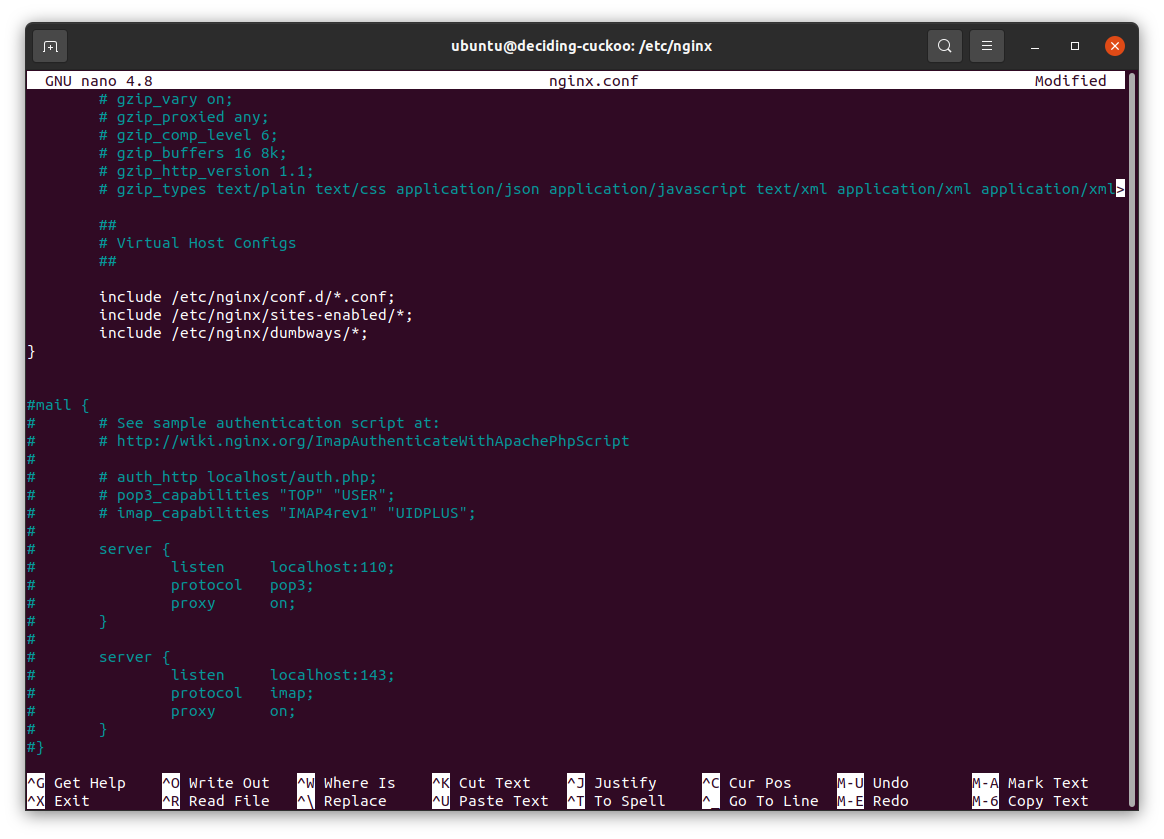 ubuntu@deciding-cuckoo: /etc/nginx
GNU nano 4.8 nginx.conf Modified
# gzip_vary on;
# gzip_proxied any;
# gzip_comp_level 6;
# gzip_buffers 16 8k;
# gzip_http_version 1.1;
# gzip_types text/plain text/css application/json application/javascript text/xml application/xml application/xml>
##
# Virtual Host Configs
##
include /etc/nginx/conf.d/*.conf;
include /etc/nginx/sites-enabled/*;
include /etc/nginx/dumbways/*;
}
#mail {
# # See sample authentication script at:
# # http://wiki.nginx.org/ImapAuthenticateWithApachePhpScript
#
# # auth_http localhost/auth.php;
# # pop3_capabilities "TOP" "USER";
# # imap_capabilities "IMAP4rev1" "UIDPLUS";
#
# server {
# listen localhost:110;
# protocol pop3;
# proxy on;
# }
#
# server {
# listen localhost:143;
# protocol imap;
# proxy on;
# }
#}
^G Get Help ^O Write Out ^W Where Is ^K Cut Text ^J Justify ^C Cur Pos M-U Undo M-A Mark Text
^X Exit ^R Read File ^\ Replace ^U Paste Text ^T To Spell ^_ Go To Line M-E Redo M-6 Copy Text